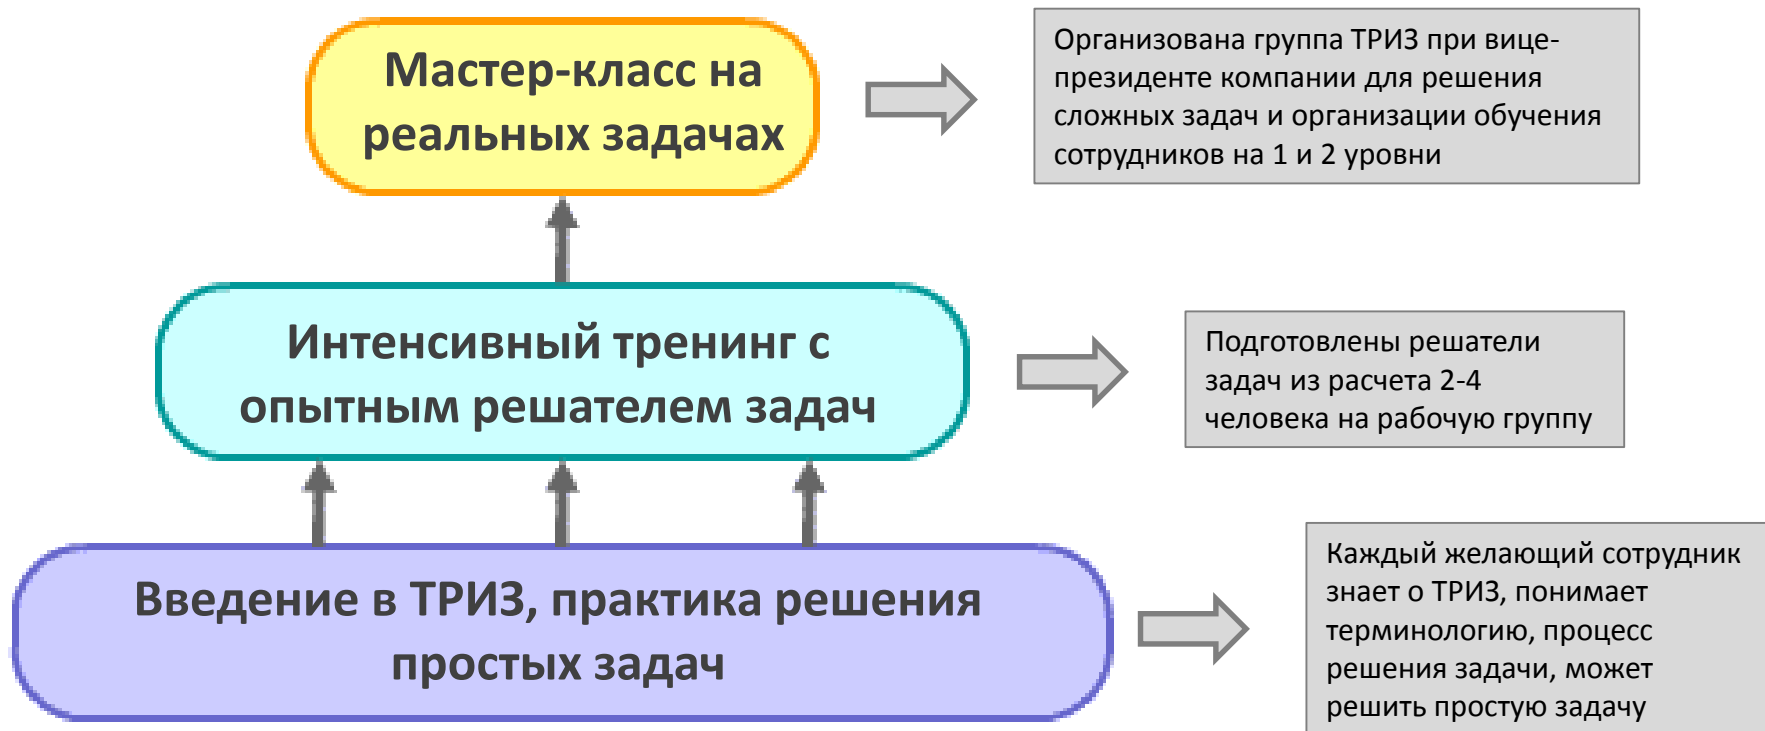 Мастер-класс на
реальных задачах
Организована группа ТРИЗ при вице-
президенте компании для решения
сложных задач и организации обучения
сотрудников на 1 и 2 уровни
Интенсивный тренинг с
опытным решателем задач
Подготовлены решатели
задач из расчета 2-4
человека на рабочую группу
Введение в ТРИЗ, практика решения
простых задач
Каждый желающий сотрудник
знает о ТРИЗ, понимает
терминологию, процесс
решения задачи, может
решить простую задачу